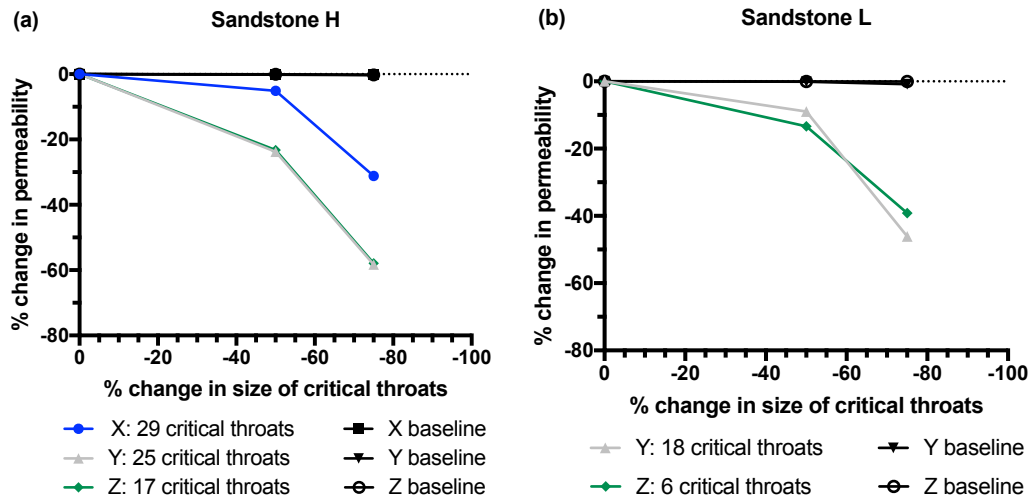 (a)
Sandstone H
0
-20
-40
-60
-80
% change in permeability
0 -20 -40 -60 -80 -100
% change in size of critical throats
X: 29 critical throats X baseline
Y: 25 critical throats Y baseline
Z: 17 critical throats Z baseline
(b)
Sandstone L
0
-20
-40
-60
-80
% change in permeability
0 -20 -40 -60 -80 -100
% change in size of critical throats
Y: 18 critical throats Y baseline
Z: 6 critical throats Z baseline